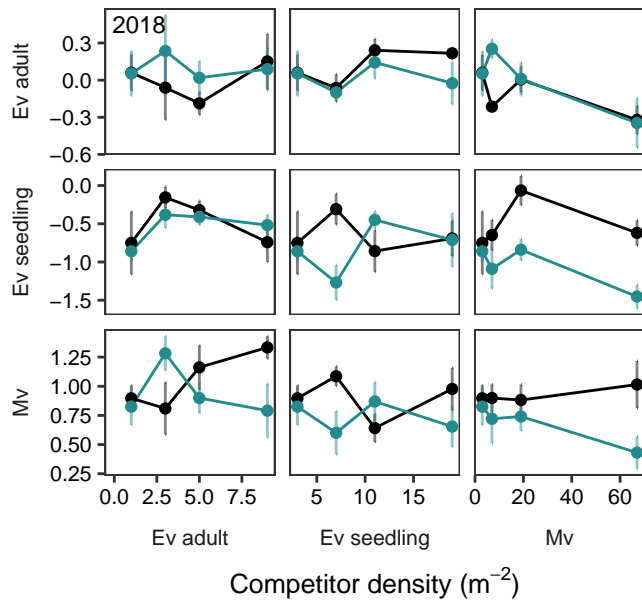 2018
Ev adult
0.3
0.0
−0.3
−0.6
Ev seedling
0.0
−0.5
−1.0
−1.5
Mv
1.25
1.00
0.75
0.50
0.25
0.0 2.5 5.0 7.5 5 10 15 0 20 40 60
Ev adult Ev seedling Mv
Competitor density (m⁻²)